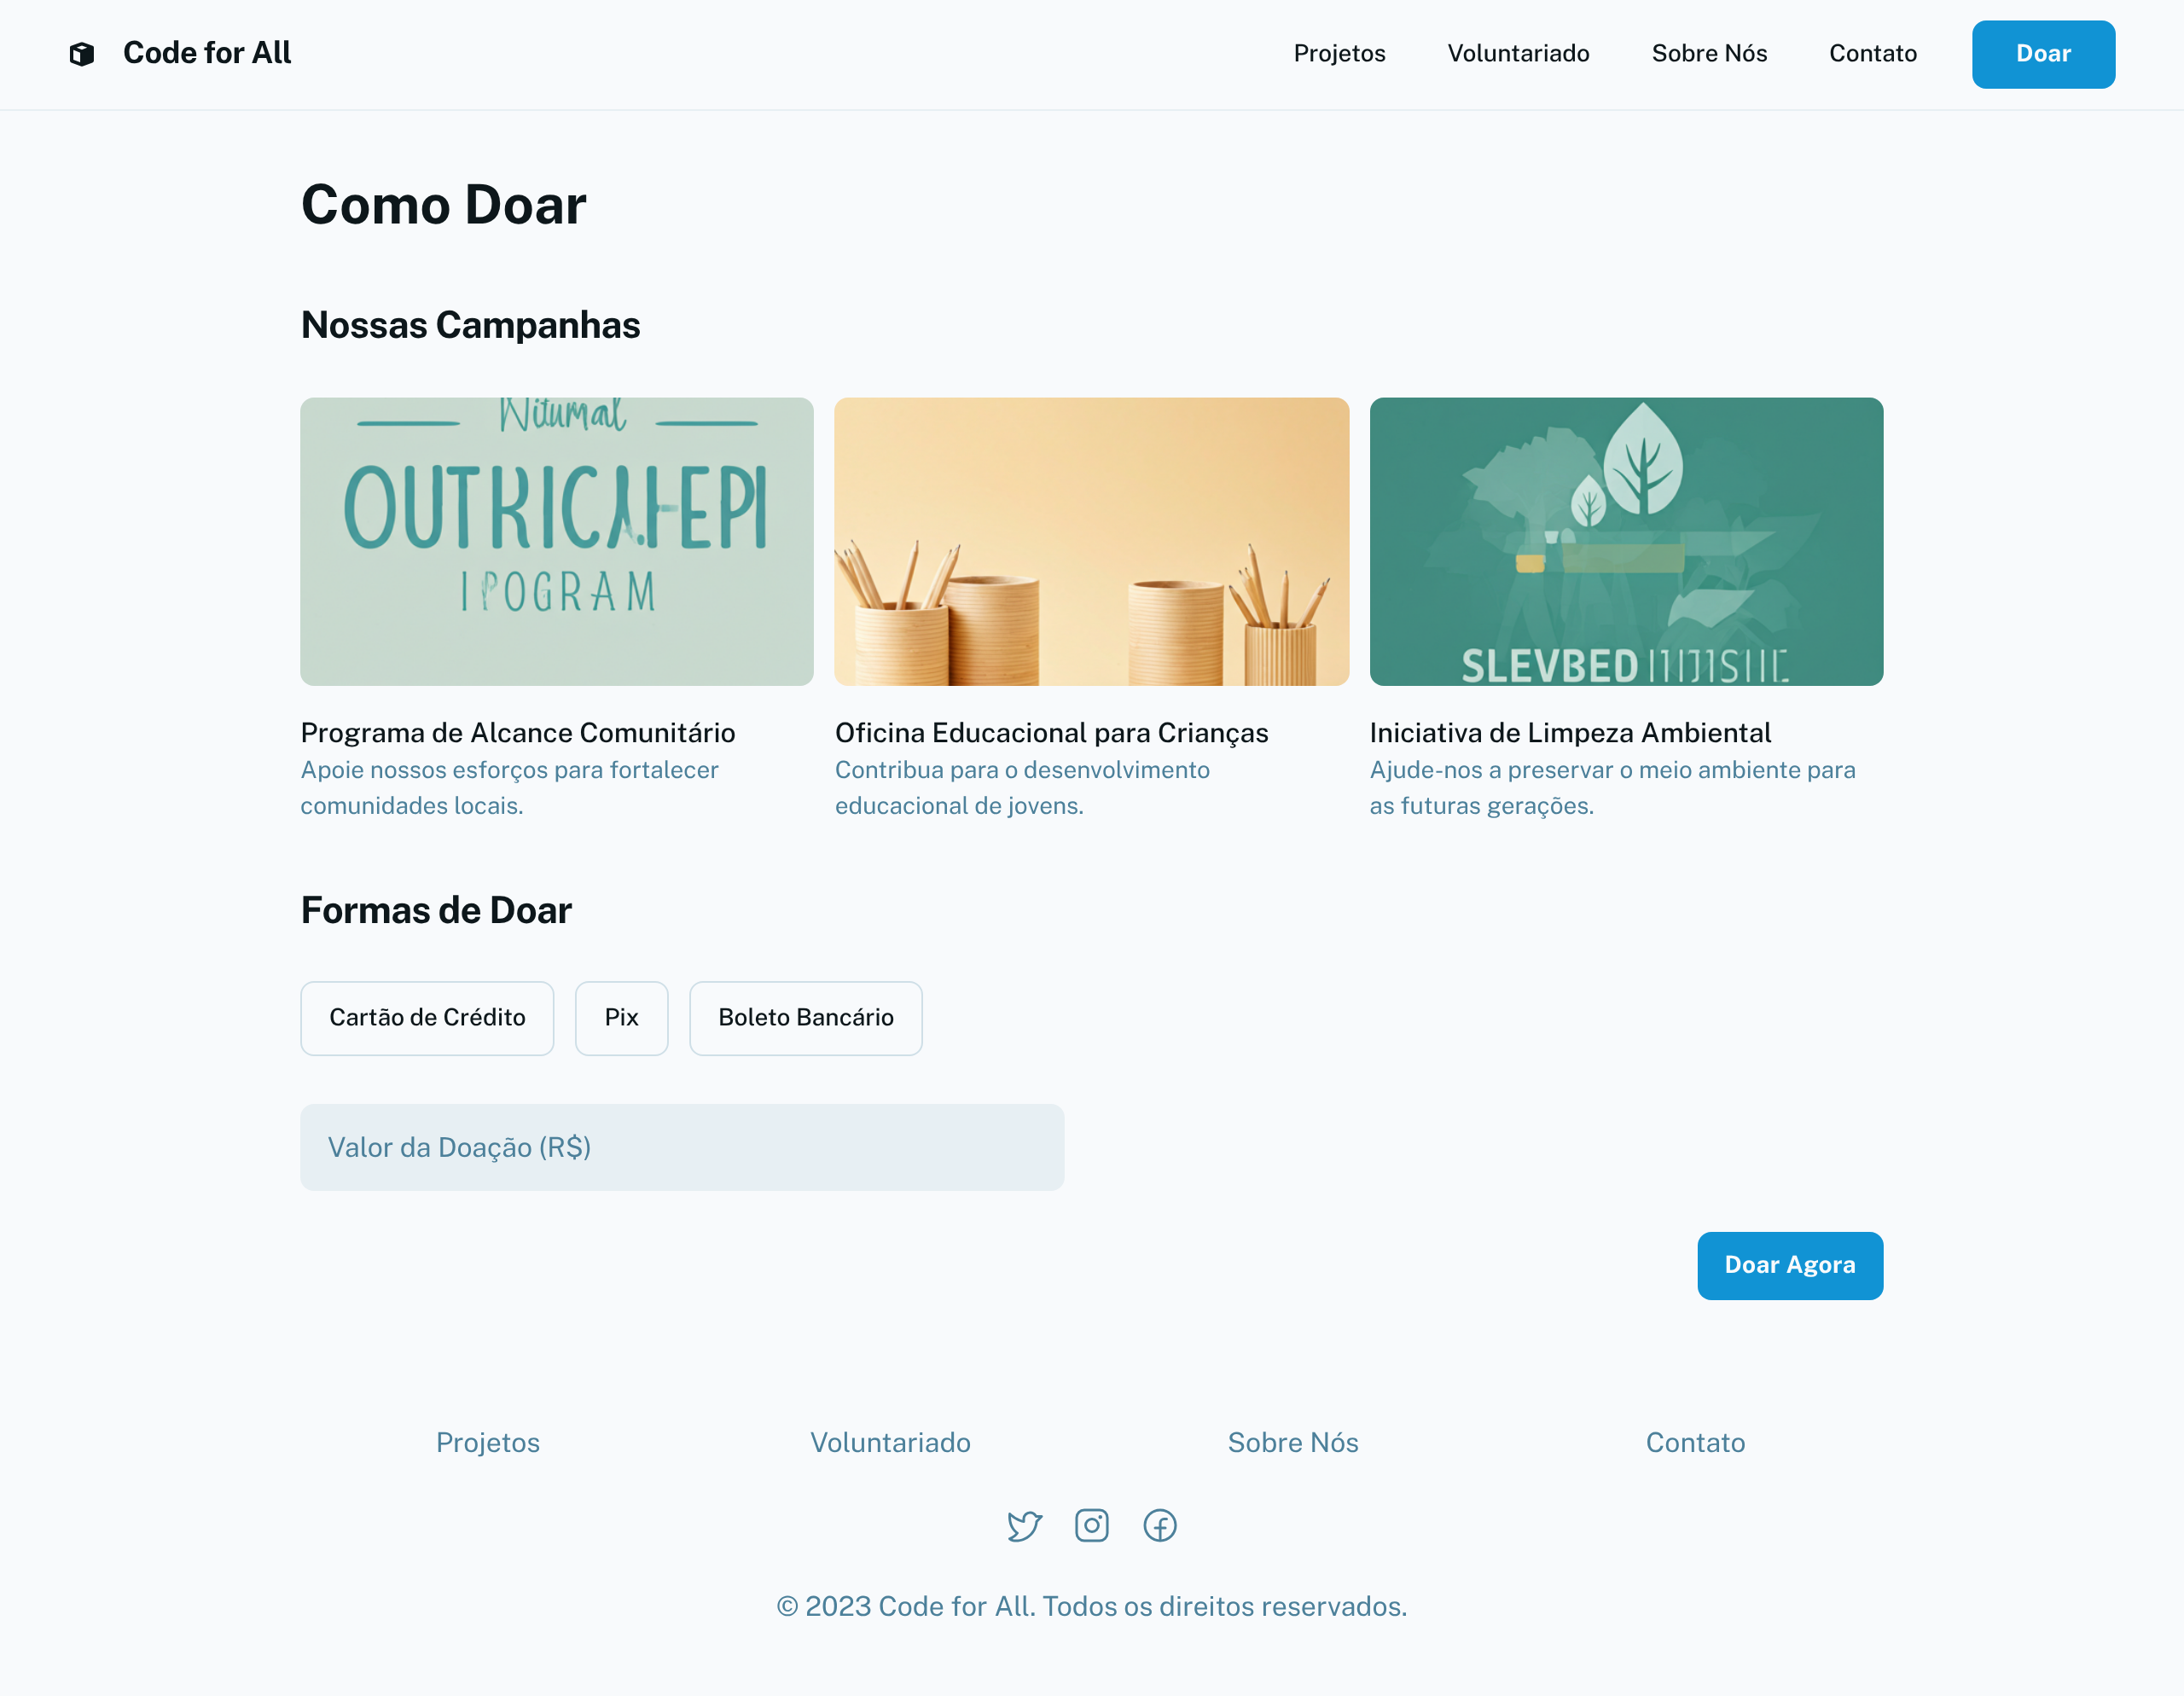 Code for All
Projetos
Voluntariado
Sobre Nós
Contato
Doar
Como Doar
Nossas Campanhas
OUTRICAHEPI
IPOGRAM
SLEVBED
Programa de Alcance Comunitário
Apoie nossos esforços para fortalecer
comunidades locais.
Oficina Educacional para Crianças
Contribua para o desenvolvimento
educacional de jovens.
Iniciativa de Limpeza Ambiental
Ajude-nos a preservar o meio ambiente para
as futuras gerações.
Formas de Doar
Cartão de Crédito
Pix
Boleto Bancário
Valor da Doação (R$)
Doar Agora
Projetos
Voluntariado
Sobre Nós
Contato
© 2023 Code for All. Todos os direitos reservados.